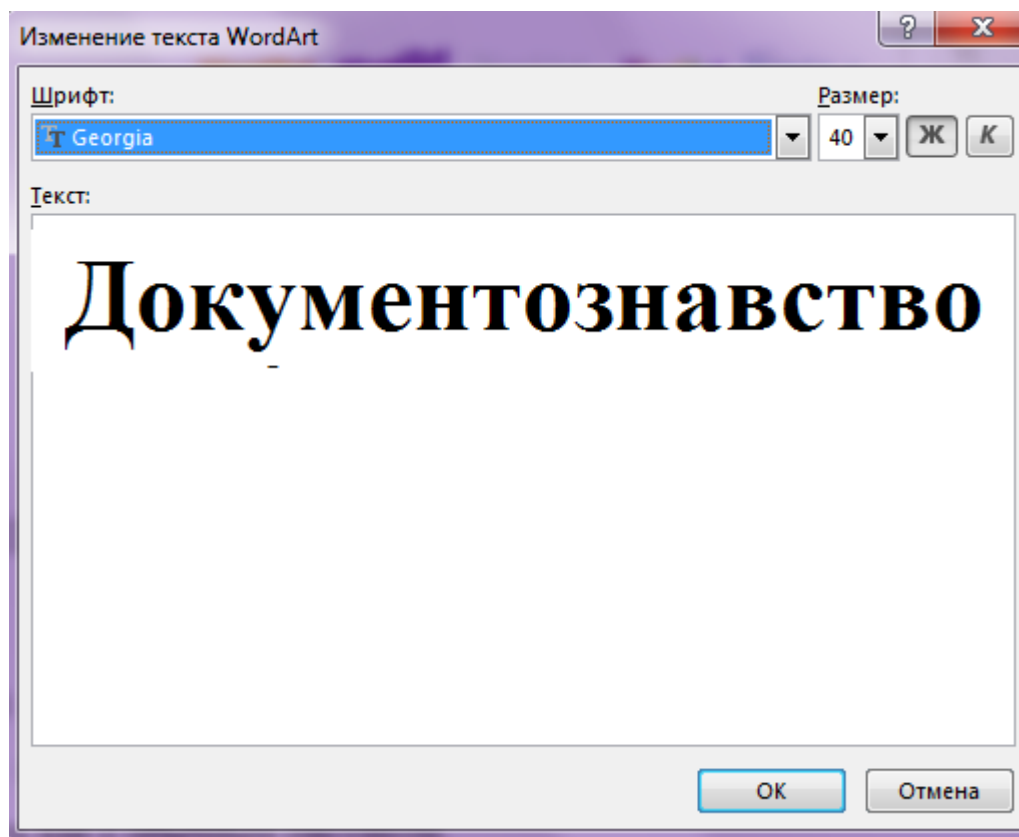 Изменение текста WordArt
? X
Шрифт: Размер:
Georgia 40 Ж К
Текст:
Документознавство
ОК Отмена